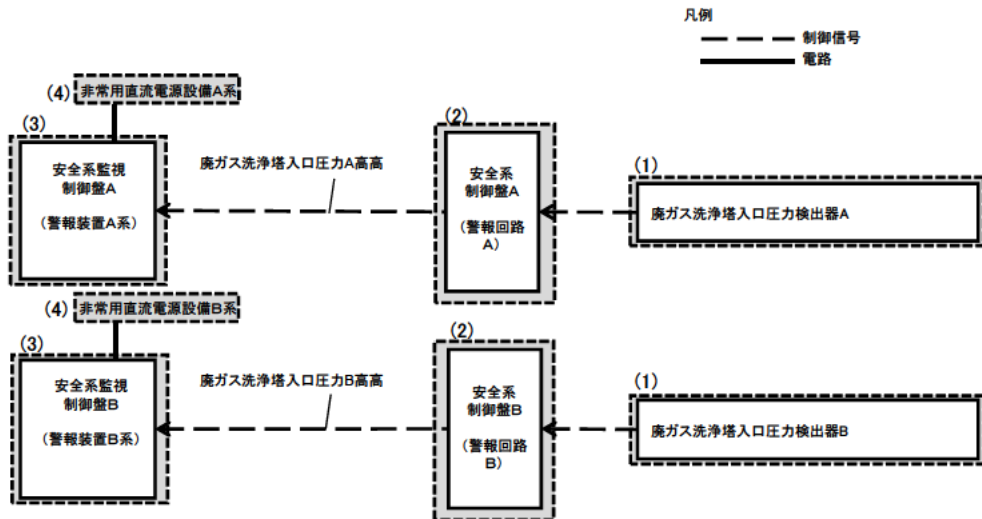 凡例
制御信号
電路
(4) 非常用直流電源設備A系
(3)
安全系監視
制御盤A
(警報装置A系)
廃ガス洗浄塔入口圧力A高高
(2)
安全系
制御盤A
(警報回路
A)
(1)
廃ガス洗浄塔入口圧力検出器A
(4) 非常用直流電源設備B系
(3)
安全系監視
制御盤B
(警報装置B系)
廃ガス洗浄塔入口圧力B高高
(2)
安全系
制御盤B
(警報回路
B)
(1)
廃ガス洗浄塔入口圧力検出器B